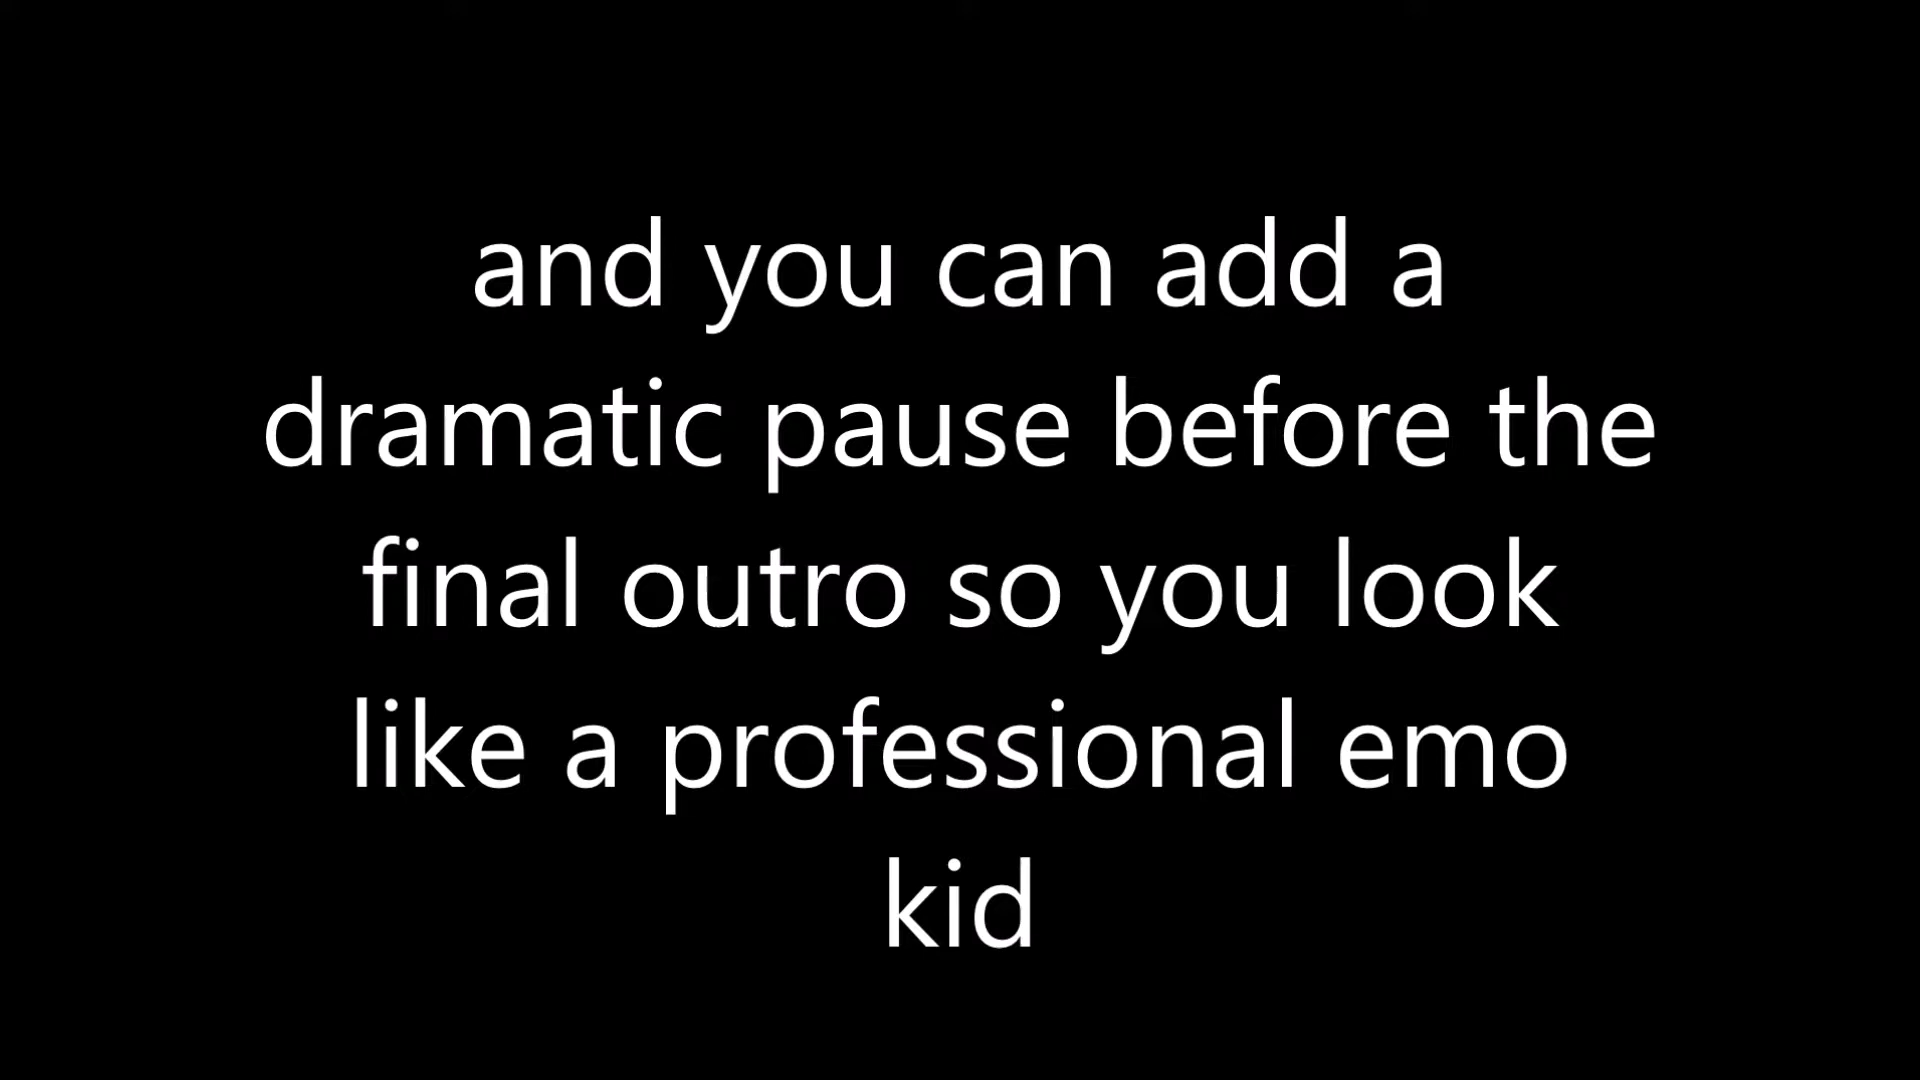 and you can add a
dramatic pause before the
final outro so you look
like a professional emo
kid